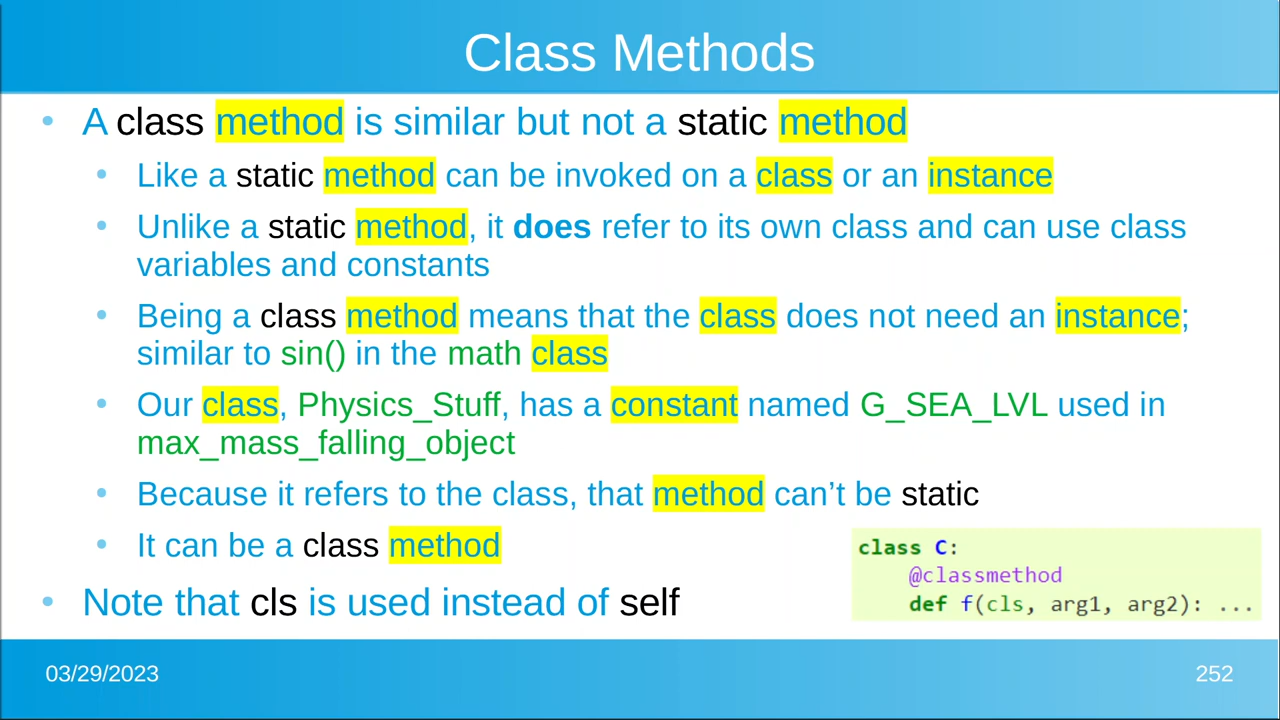 Class Methods
A class method is similar but not a static method
Like a static method can be invoked on a class or an instance
Unlike a static method, it does refer to its own class and can use class
variables and constants
Being a class method means that the class does not need an instance;
similar to sin() in the math class
Our class, Physics_Stuff, has a constant named G_SEA_LVL used in
max_mass_falling_object
Because it refers to the class, that method can’t be static
It can be a class method
Note that cls is used instead of self
class C:
@classmethod
def f(cls, arg1, arg2): ...
03/29/2023
252